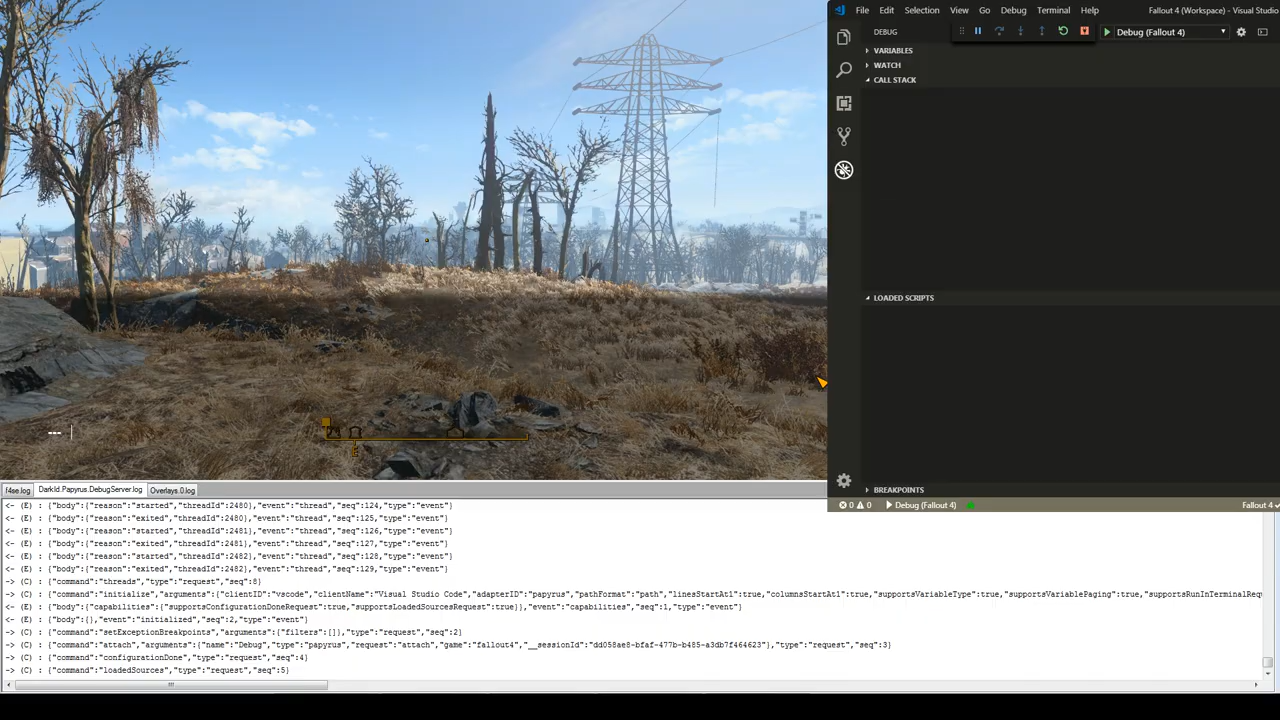 File Edit Selection View Go Debug Terminal Help Fallout 4 (Workspace) - Visual Studio
DEBUG
Debug (Fallout 4)
VARIABLES
WATCH
CALL STACK
LOADED SCRIPTS
BREAKPOINTS
0 0 Debug (Fallout 4) Fallout 4
f4se.log DarkId.Papyrus.DebugServer.log Overlays.0.log
<- (E) : {"body":{"reason":"started","threadId":2480},"event":"thread","seq":124,"type":"event"}
<- (E) : {"body":{"reason":"exited","threadId":2480},"event":"thread","seq":125,"type":"event"}
<- (E) : {"body":{"reason":"started","threadId":2481},"event":"thread","seq":126,"type":"event"}
<- (E) : {"body":{"reason":"exited","threadId":2481},"event":"thread","seq":127,"type":"event"}
<- (E) : {"body":{"reason":"started","threadId":2482},"event":"thread","seq":128,"type":"event"}
<- (E) : {"body":{"reason":"exited","threadId":2482},"event":"thread","seq":129,"type":"event"}
-> (C) : {"command":"threads","type":"request","seq":8}
-> (C) : {"command":"initialize","arguments":{"clientID":"vscode","clientName":"Visual Studio Code","adapterID":"papyrus","pathFormat":"path","linesStartAt1":true,"columnsStartAt1":true,"supportsVariableType":true,"supportsVariablePaging":true,"supportsRunInTerminalReq
<- (E) : {"body":{"capabilities":{"supportsConfigurationDoneRequest":true,"supportsLoadedSourcesRequest":true}},"event":"capabilities","seq":1,"type":"event"}
<- (E) : {"body":{},"event":"initialized","seq":2,"type":"event"}
-> (C) : {"command":"setExceptionBreakpoints","arguments":{"filters":[]},"type":"request","seq":2}
-> (C) : {"command":"attach","arguments":{"name":"Debug","type":"papyrus","request":"attach","game":"fallout4","__sessionId":"dd058ae8-bfaf-477b-b485-a3db7f464623"},"type":"request","seq":3}
-> (C) : {"command":"configurationDone","type":"request","seq":4}
-> (C) : {"command":"loadedSources","type":"request","seq":5}